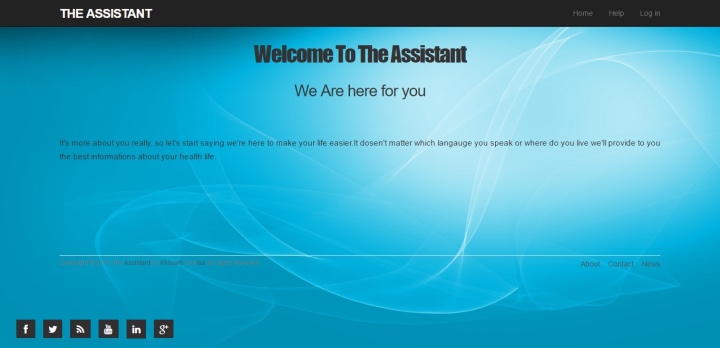 THE ASSISTANT
Home Help Log in
Welcome To The Assistant
We Are here for you
It's more about you really, so let's start saying we're here to make your life easier.It dosen't matter which langauge you speak or where do you live we'll provide to you
the best informations about your health life.
Assistant
About Contact News